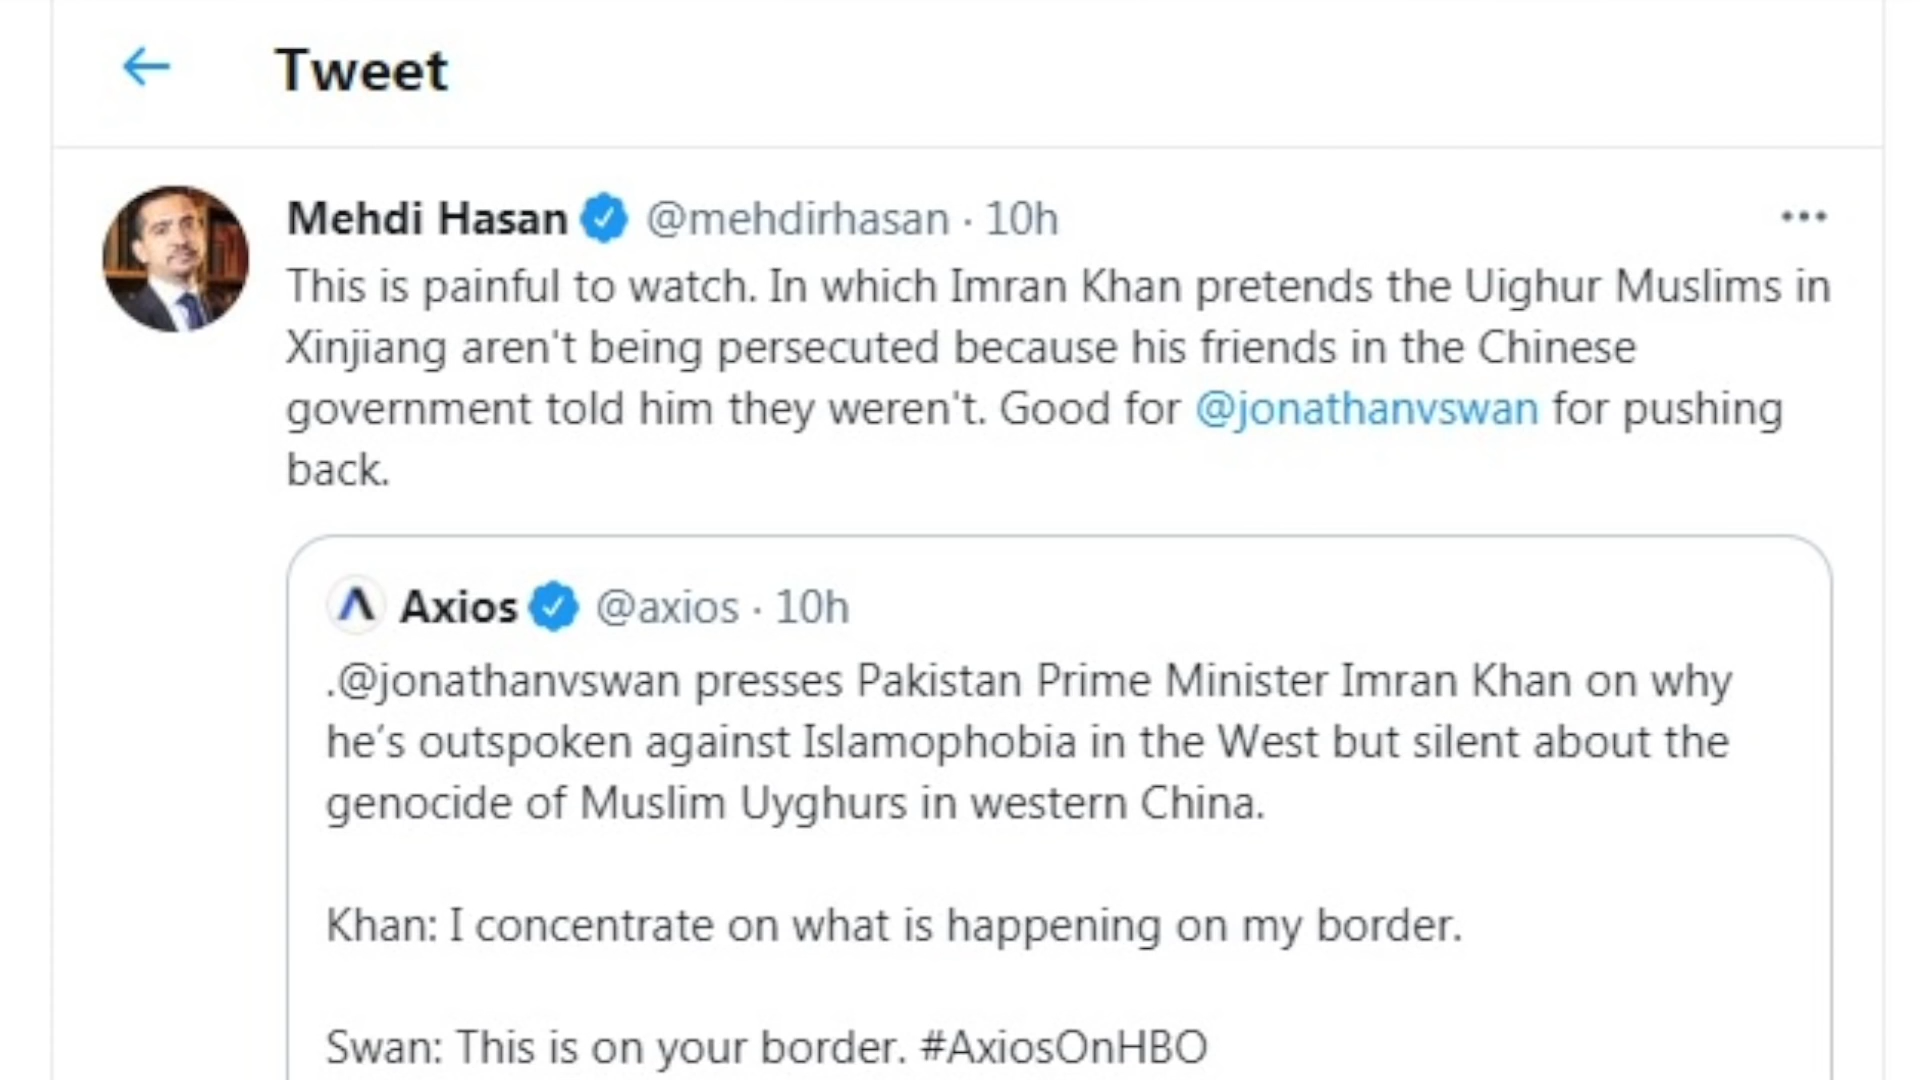 Tweet
Mehdi Hasan @mehdirhasan · 10h
This is painful to watch. In which Imran Khan pretends the Uighur Muslims in
Xinjiang aren't being persecuted because his friends in the Chinese
government told him they weren't. Good for @jonathanvswan for pushing
back.
Axios @axios · 10h
.@jonathanvswan presses Pakistan Prime Minister Imran Khan on why
he’s outspoken against Islamophobia in the West but silent about the
genocide of Muslim Uyghurs in western China.
Khan: I concentrate on what is happening on my border.
Swan: This is on your border. #AxiosOnHBO